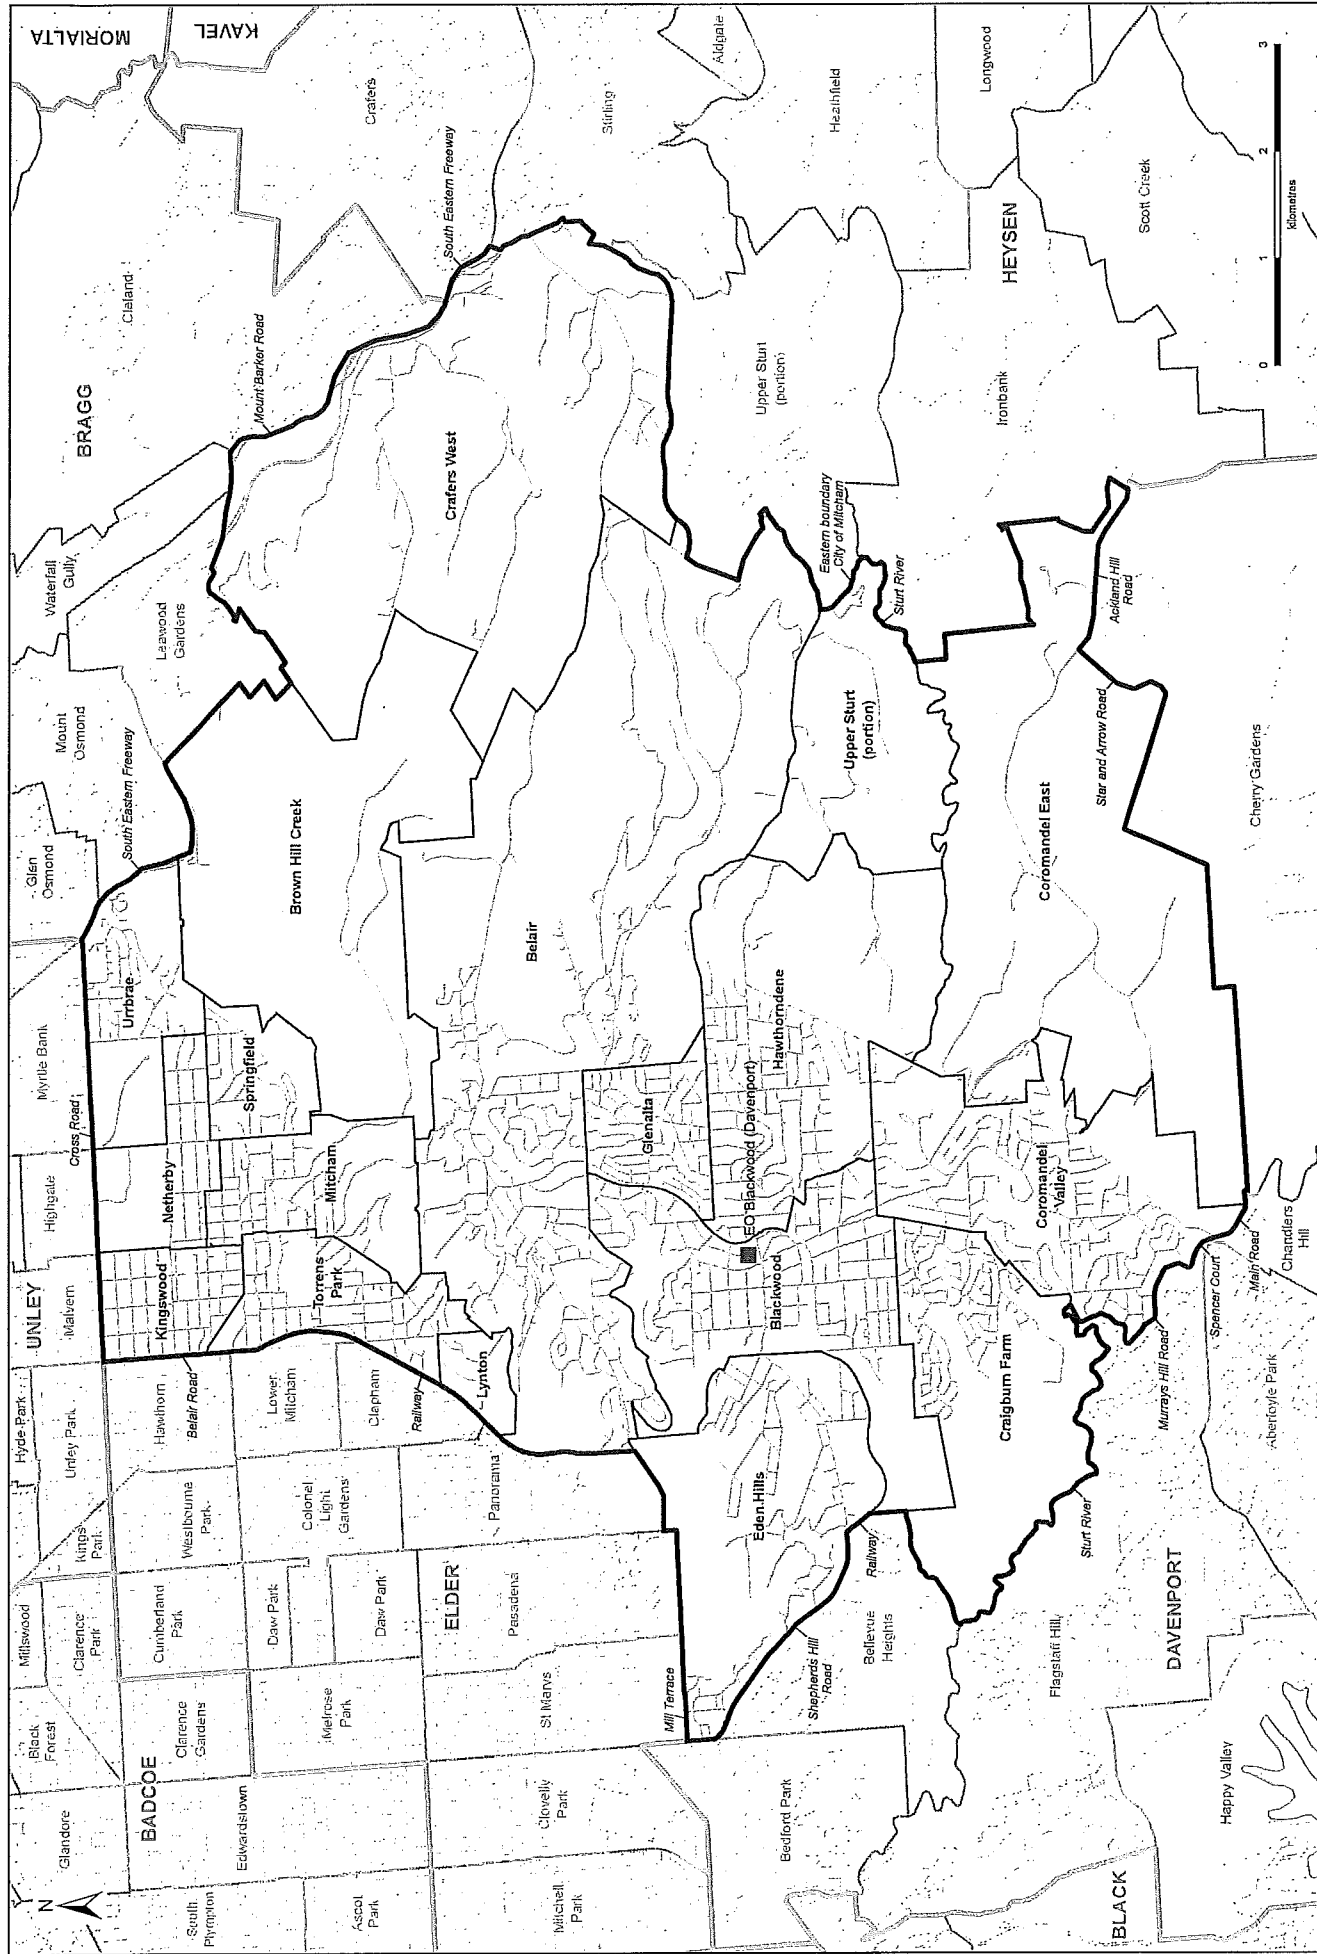 N
Glandore
Black
Forest
Millswood
Clarence
Park
Kings
Park
Hyde Park
Unley Park
UNLEY
Malvern
Highgate
Myrtle Bank
Glen
Osmond
Mount
Osmond
Waterfall
Gully
Leawood
Gardens
BRAGG
Cleland
MORIALTA
KAVEL
Crafers
Stirling
Aldgate
Heathfield
Longwood
Scott Creek
HEYSEN
Ironbank
Upper Sturt
(portion)
South
Plympton
BADCOE
Edwardstown
Clarence
Gardens
Cumberland
Park
Westbourne
Park
Hawthorn
Belair Road
Kingswood
Netherby
Cross Road
Urrbrae
South Eastern Freeway
Mount Barker Road
South Eastern Freeway
Ascot
Park
Melrose
Park
Daw Park
Daw Park
Colonel
Light
Gardens
Lower
Mitcham
Clapham
Railway
Torrens
Park
Mitcham
Springfield
Brown Hill Creek
Crafers West
Mitchell
Park
Clovelly
Park
St Marys
ELDER
Pasadena
Panorama
Lynton
Belair
Mill Terrace
Eden Hills
Glenalta
EO Blackwood (Davenport)
Blackwood
Hawthorndene
Upper Sturt
(portion)
Eastern boundary
City of Mitcham
Sturt River
Bedford Park
Shepherds Hill
Road
Bellevue
Heights
Railway
Craigburn Farm
Coromandel
Valley
Coromandel East
Star and Arrow Road
Ackland Hill
Road
BLACK
Happy Valley
Flagstaff Hill
DAVENPORT
Sturt River
Murrays Hill Road
Spencer Court
Main Road
Aberfoyle Park
Chandlers
Hill
Cherry Gardens
0
1
2
3
kilometres